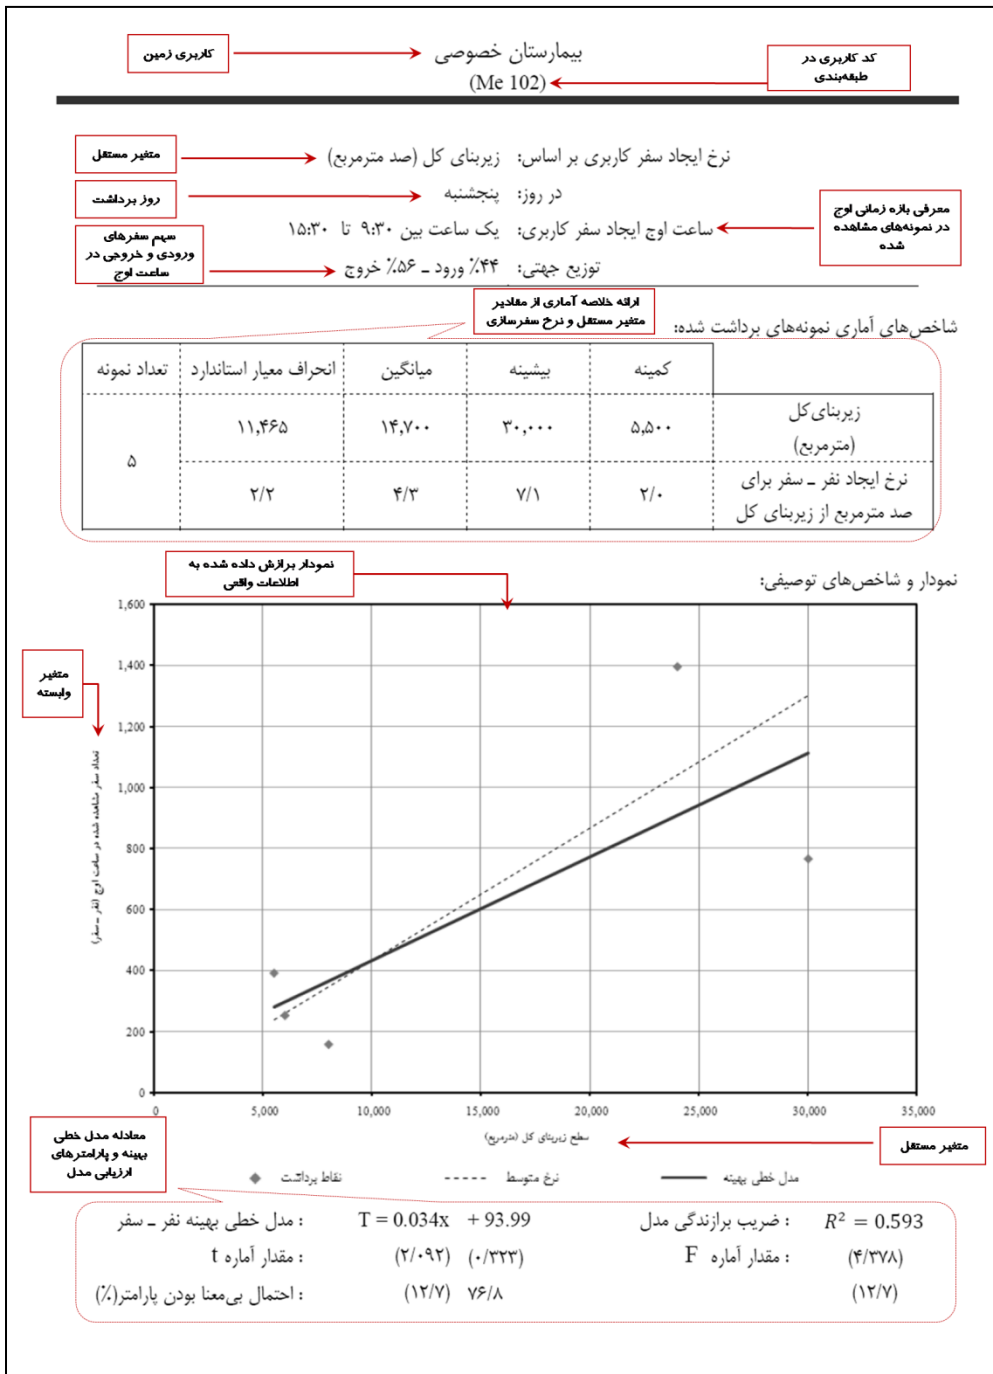 بیمارستان خصوصی
(Me 102)
کاربری زمین
کد کاربری در
طبقه‌بندی
نرخ ایجاد سفر کاربری بر اساس: زیربنای کل (صد مترمربع)
متغیر مستقل
در روز: پنجشنبه
روز برداشت
ساعت اوج ایجاد سفر کاربری: یک ساعت بین ۹:۳۰ تا ۱۵:۳۰
معرفی بازه زمانی اوج
در نمونه‌های مشاهده
شده
توزیع جهتی: ۴۴٪ ورود ـ ۵۶٪ خروج
سهم سفرهای
ورودی و خروجی در
ساعت اوج
ارائه خلاصه آماری از مقادیر
متغیر مستقل و نرخ سفرسازی
شاخص‌های آماری نمونه‌های برداشت شده:
کمینه بیشینه میانگین انحراف معیار استاندارد تعداد نمونه
زیربنای‌کل
(مترمربع)
۵,۵۰۰ ۳۰,۰۰۰ ۱۴,۷۰۰ ۱۱,۴۶۵ ۵
نرخ ایجاد نفر ـ سفر برای
صد مترمربع از زیربنای کل
۲/۰ ۷/۱ ۴/۳ ۲/۲
نمودار و شاخص‌های توصیفی:
نمودار برازش داده شده به
اطلاعات واقعی
متغیر
وابسته
تعداد سفر مشاهده شده در ساعت اوج (نفر ـ سفر)
1,600
1,400
1,200
1,000
800
600
400
200
0
0 5,000 10,000 15,000 20,000 25,000 30,000 35,000
سطح زیربنای کل (مترمربع)
متغیر مستقل
نقاط برداشت نرخ متوسط مدل خطی بهینه
معادله مدل خطی
بهینه و پارامترهای
ارزیابی مدل
مدل خطی بهینه نفر ـ سفر : T = 0.034x + 93.99 ضریب برازندگی مدل : R² = 0.593
مقدار آماره t : (۲/۰۹۲) (۰/۳۲۳) مقدار آماره F : (۴/۳۷۸)
احتمال بی‌معنا بودن پارامتر(٪) : (۱۲/۷) ۷۶/۸ (۱۲/۷)